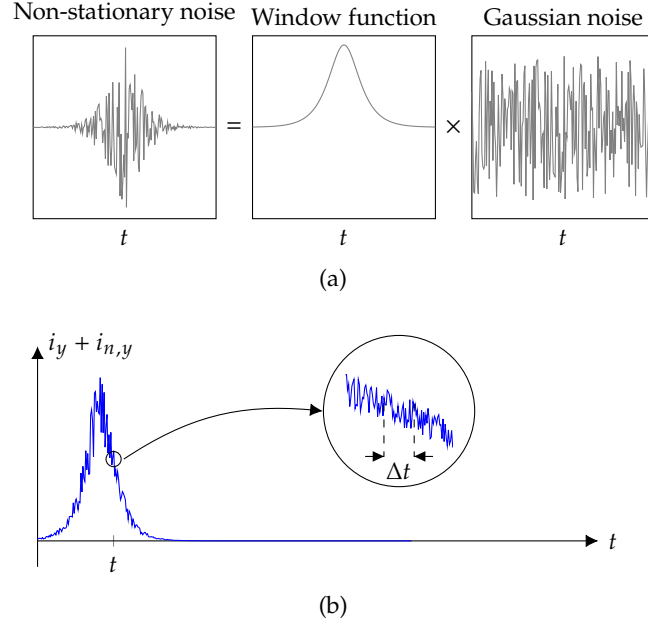 Non-stationary noise Window function Gaussian noise
= ×
t t t
(a)
i_y + i_{n,y}
Δt
t
t
(b)